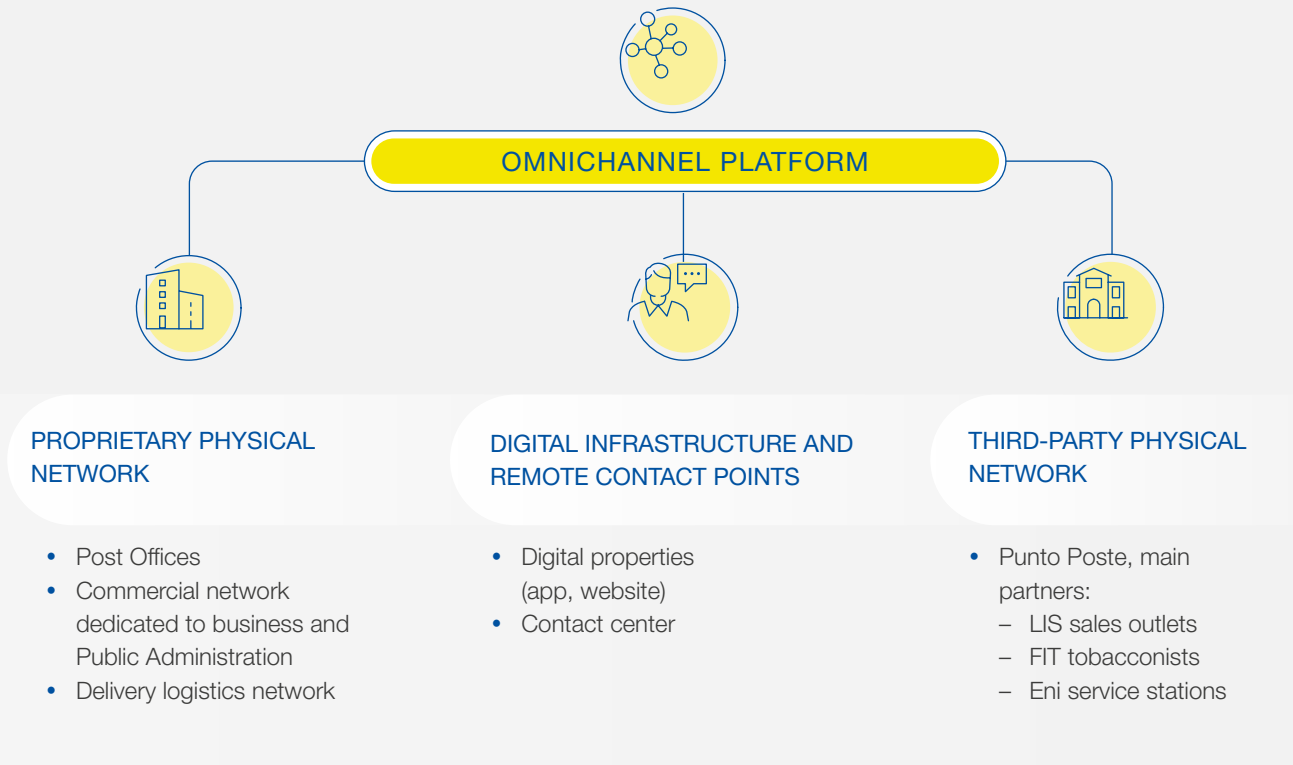 OMNICHANNEL PLATFORM
PROPRIETARY PHYSICAL
NETWORK
• Post Offices
• Commercial network
dedicated to business and
Public Administration
• Delivery logistics network
DIGITAL INFRASTRUCTURE AND
REMOTE CONTACT POINTS
• Digital properties
(app, website)
• Contact center
THIRD-PARTY PHYSICAL
NETWORK
• Punto Poste, main
partners:
– LIS sales outlets
– FIT tobacconists
– Eni service stations